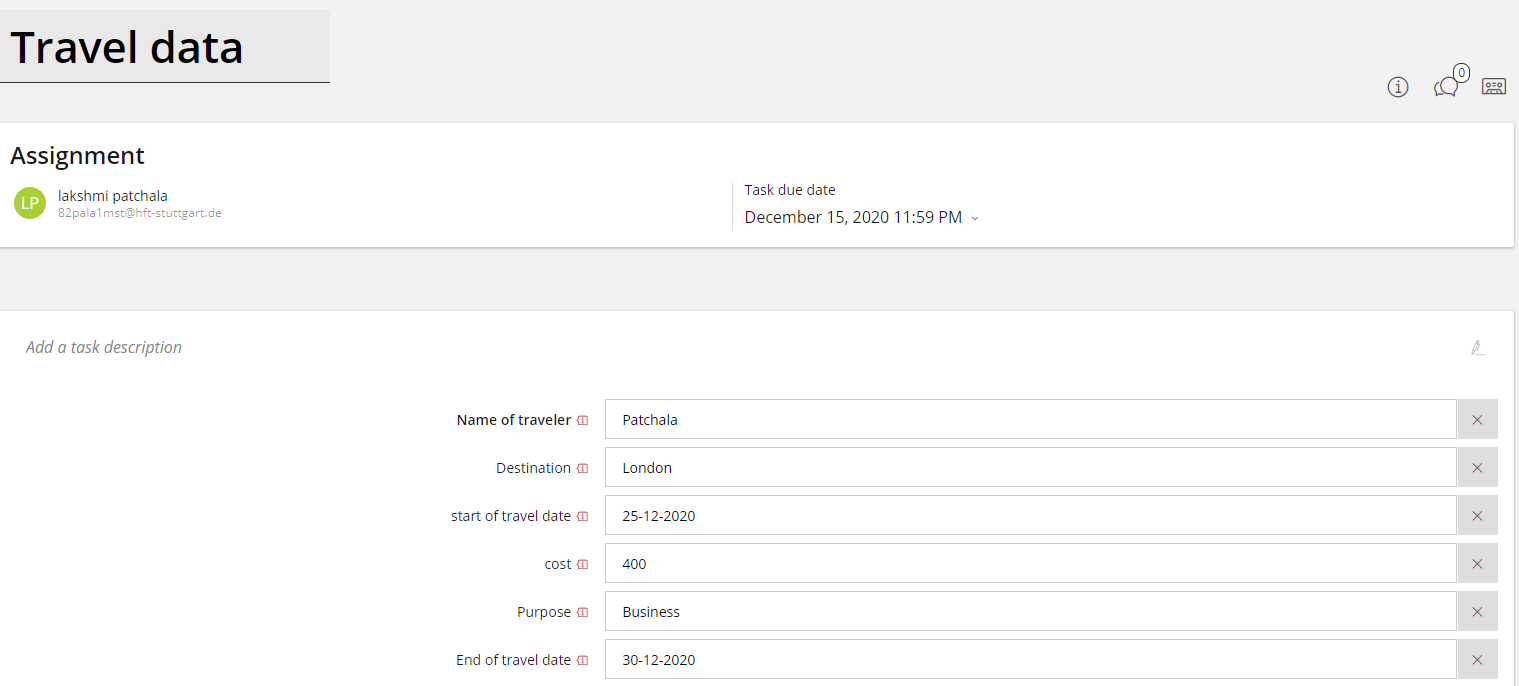 Travel data
0
Assignment
LP
lakshmi patchala
82pala1mst@hft-stuttgart.de
Task due date
December 15, 2020 11:59 PM
Add a task description
Name of traveler Patchala
Destination London
start of travel date 25-12-2020
cost 400
Purpose Business
End of travel date 30-12-2020